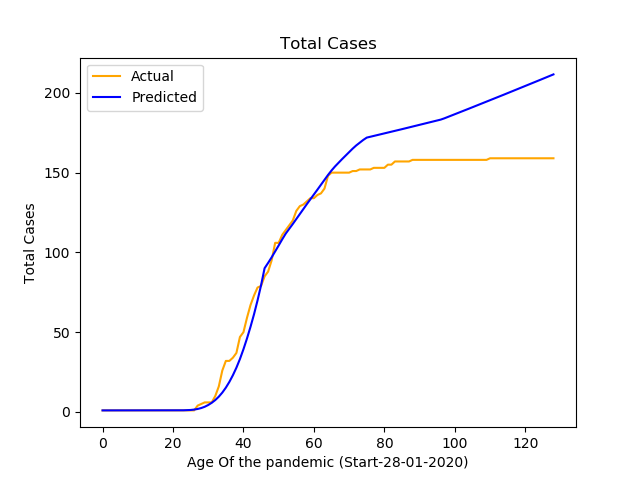 Total Cases
Actual
Predicted
200
150
100
50
0
Total Cases
0 20 40 60 80 100 120
Age Of the pandemic (Start-28-01-2020)